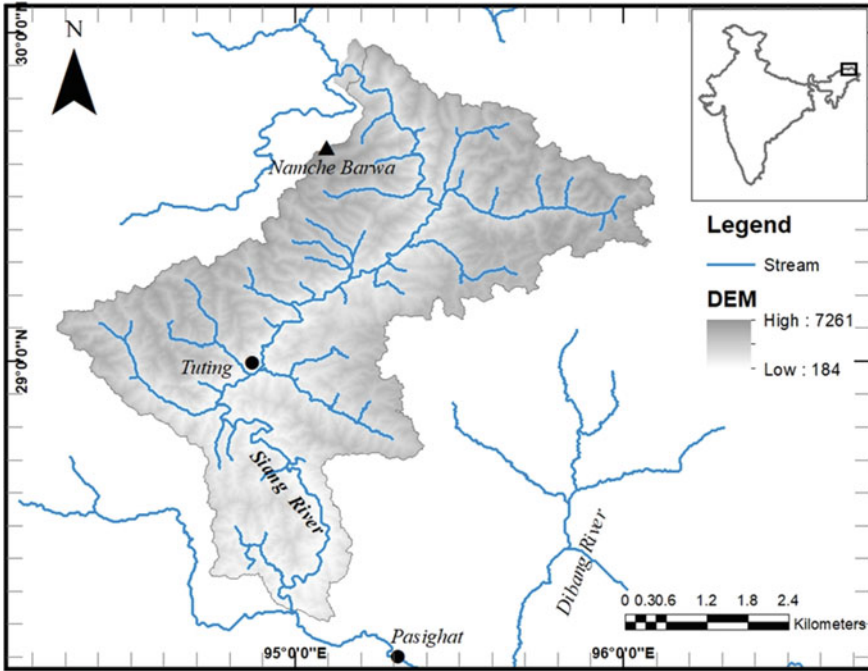 30°0'0"N
N
Namche Barwa
Legend
Stream
DEM
High : 7261
Low : 184
29°0'0"N
Tuting
Siang River
Dibang River
0 0.30.6 1.2 1.8 2.4
Kilometers
Pasighat
95°0'0"E
96°0'0"E